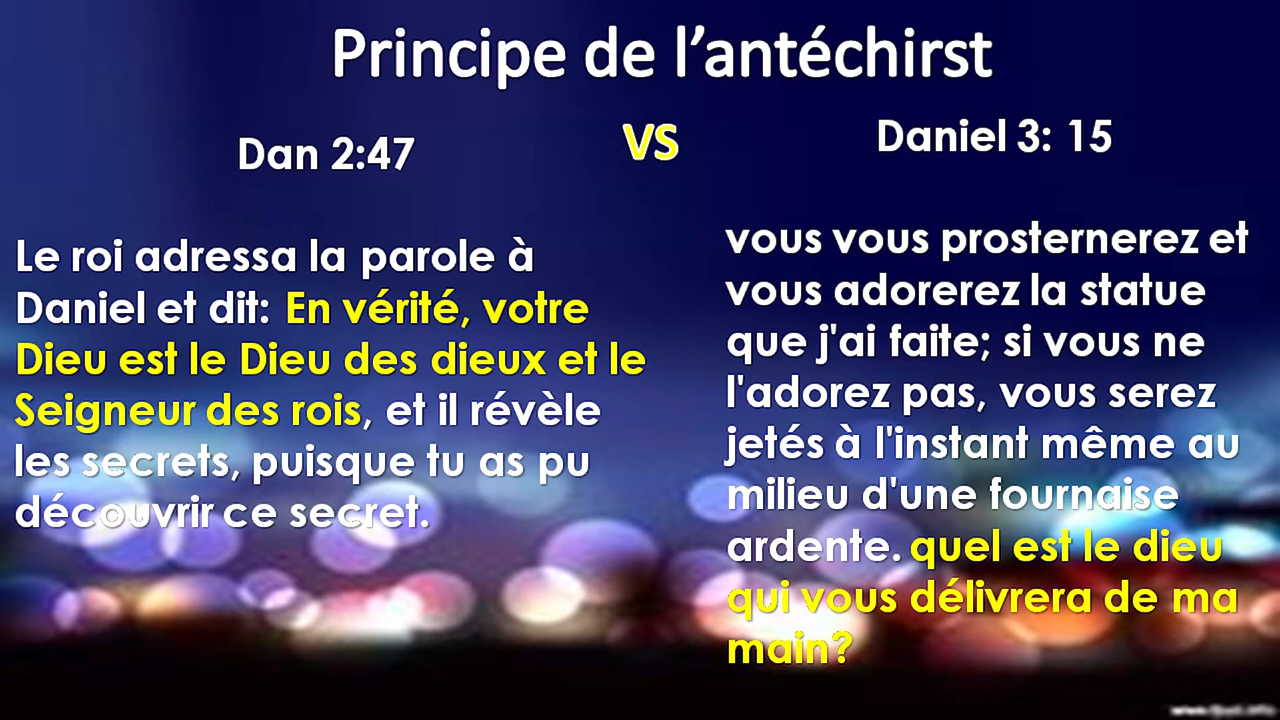 Principe de l’antéchirst
VS
Dan 2:47
Le roi adressa la parole à
Daniel et dit: En vérité, votre
Dieu est le Dieu des dieux et le
Seigneur des rois, et il révèle
les secrets, puisque tu as pu
découvrir ce secret.
Daniel 3: 15
vous vous prosternerez et
vous adorerez la statue
que j'ai faite; si vous ne
l'adorez pas, vous serez
jetés à l'instant même au
milieu d'une fournaise
ardente. quel est le dieu
qui vous délivrera de ma
main?